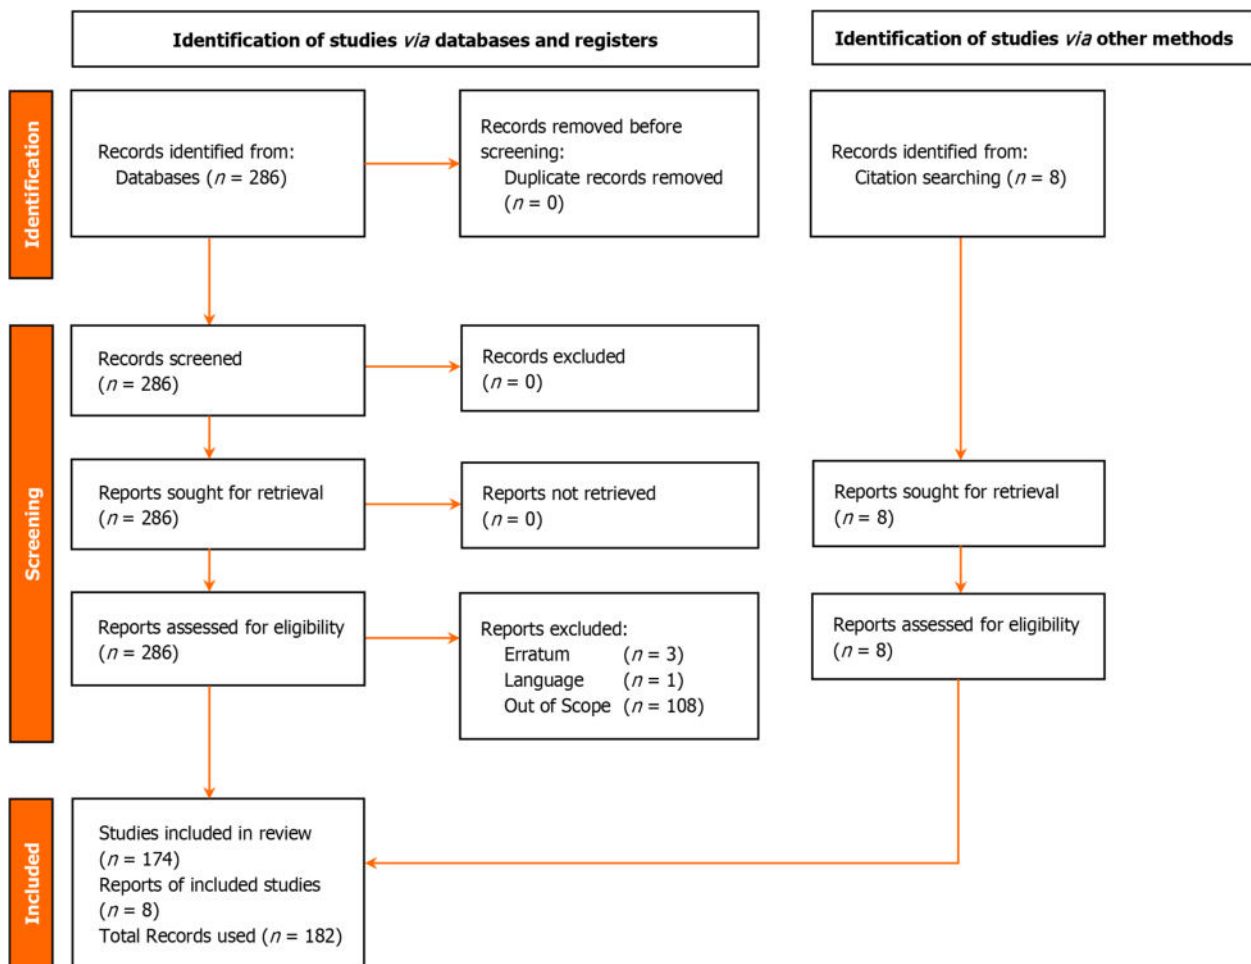 Identification of studies via databases and registers
Identification of studies via other methods
Identification
Records identified from:
Databases (n = 286)
Records removed before
screening:
Duplicate records removed
(n = 0)
Records identified from:
Citation searching (n = 8)
Screening
Records screened
(n = 286)
Records excluded
(n = 0)
Reports sought for retrieval
(n = 286)
Reports not retrieved
(n = 0)
Reports sought for retrieval
(n = 8)
Reports assessed for eligibility
(n = 286)
Reports excluded:
Erratum (n = 3)
Language (n = 1)
Out of Scope (n = 108)
Reports assessed for eligibility
(n = 8)
Included
Studies included in review
(n = 174)
Reports of included studies
(n = 8)
Total Records used (n = 182)